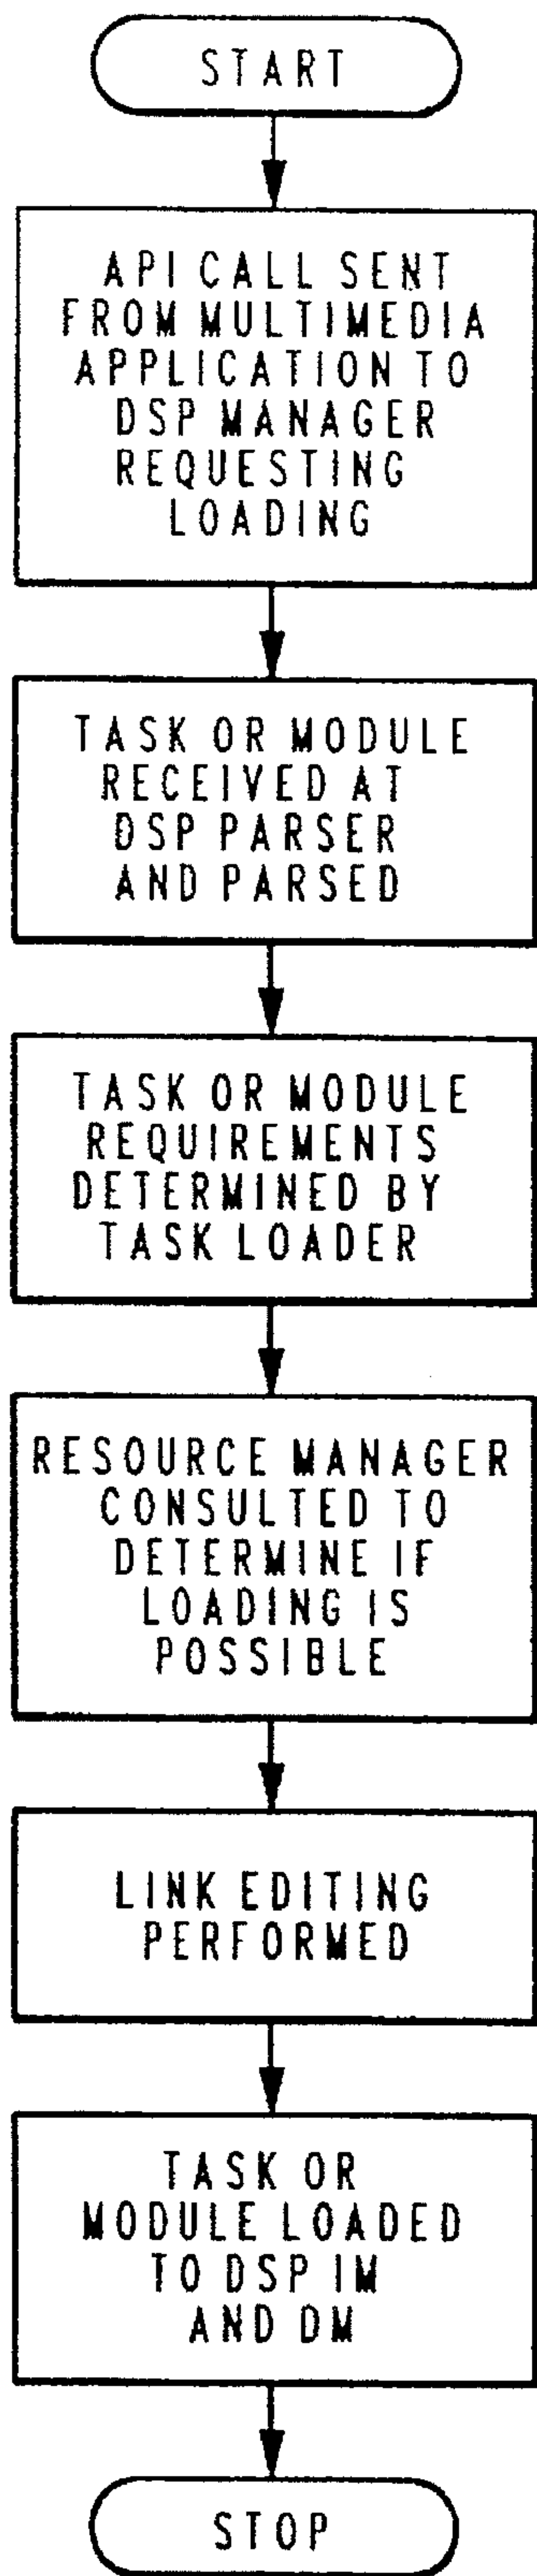 START
API CALL SENT
FROM MULTIMEDIA
APPLICATION TO
DSP MANAGER
REQUESTING
LOADING
TASK OR MODULE
RECEIVED AT
DSP PARSER
AND PARSED
TASK OR MODULE
REQUIREMENTS
DETERMINED BY
TASK LOADER
RESOURCE MANAGER
CONSULTED TO
DETERMINE IF
LOADING IS
POSSIBLE
LINK EDITING
PERFORMED
TASK OR
MODULE LOADED
TO DSP IM
AND DM
STOP